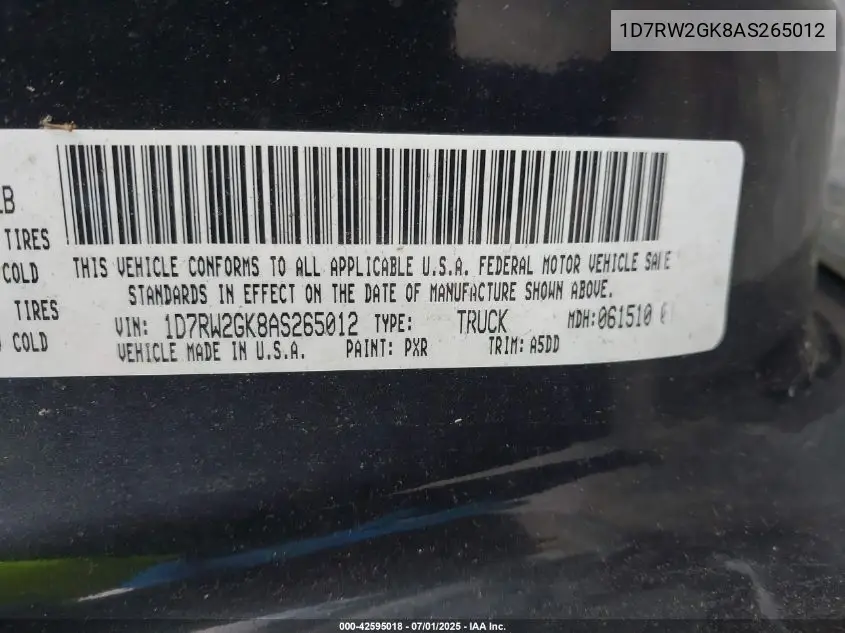 1D7RW2GK8AS265012
LB
TIRES
COLD
TIRES
COLD
THIS VEHICLE CONFORMS TO ALL APPLICABLE U.S.A. FEDERAL MOTOR VEHICLE
STANDARDS IN EFFECT ON THE DATE OF MANUFACTURE SHOWN ABOVE.
VIN: 1D7RW2GK8AS265012 TYPE: TRUCK MDH:061510
VEHICLE MADE IN U.S.A. PAINT: PXR TRIM: A5DD
000-42595018 - 07/01/2025 - IAA Inc.